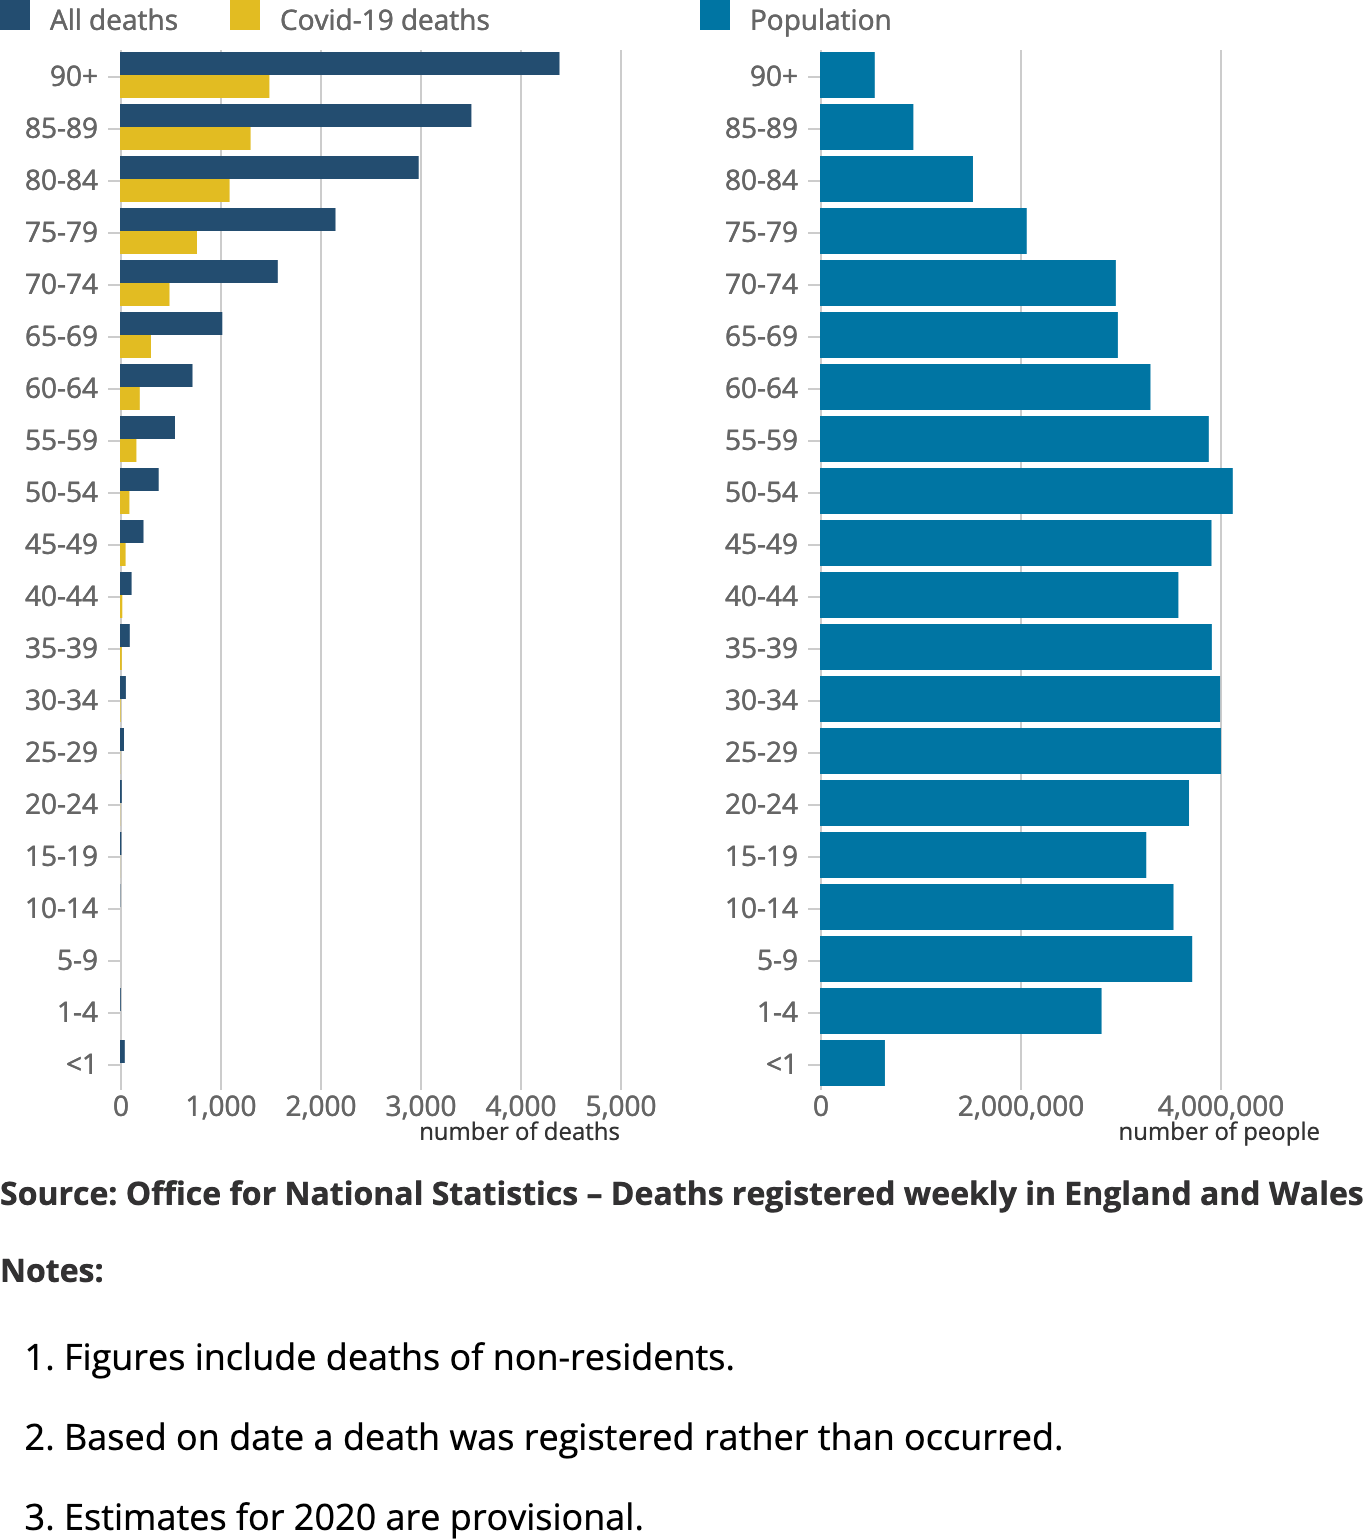 All deaths Covid-19 deaths Population
90+ 90+
85-89 85-89
80-84 80-84
75-79 75-79
70-74 70-74
65-69 65-69
60-64 60-64
55-59 55-59
50-54 50-54
45-49 45-49
40-44 40-44
35-39 35-39
30-34 30-34
25-29 25-29
20-24 20-24
15-19 15-19
10-14 10-14
5-9 5-9
1-4 1-4
<1 <1
0 1,000 2,000 3,000 4,000 5,000 0 2,000,000 4,000,000
number of deaths number of people
Source: Office for National Statistics – Deaths registered weekly in England and Wales
Notes:
1. Figures include deaths of non-residents.
2. Based on date a death was registered rather than occurred.
3. Estimates for 2020 are provisional.